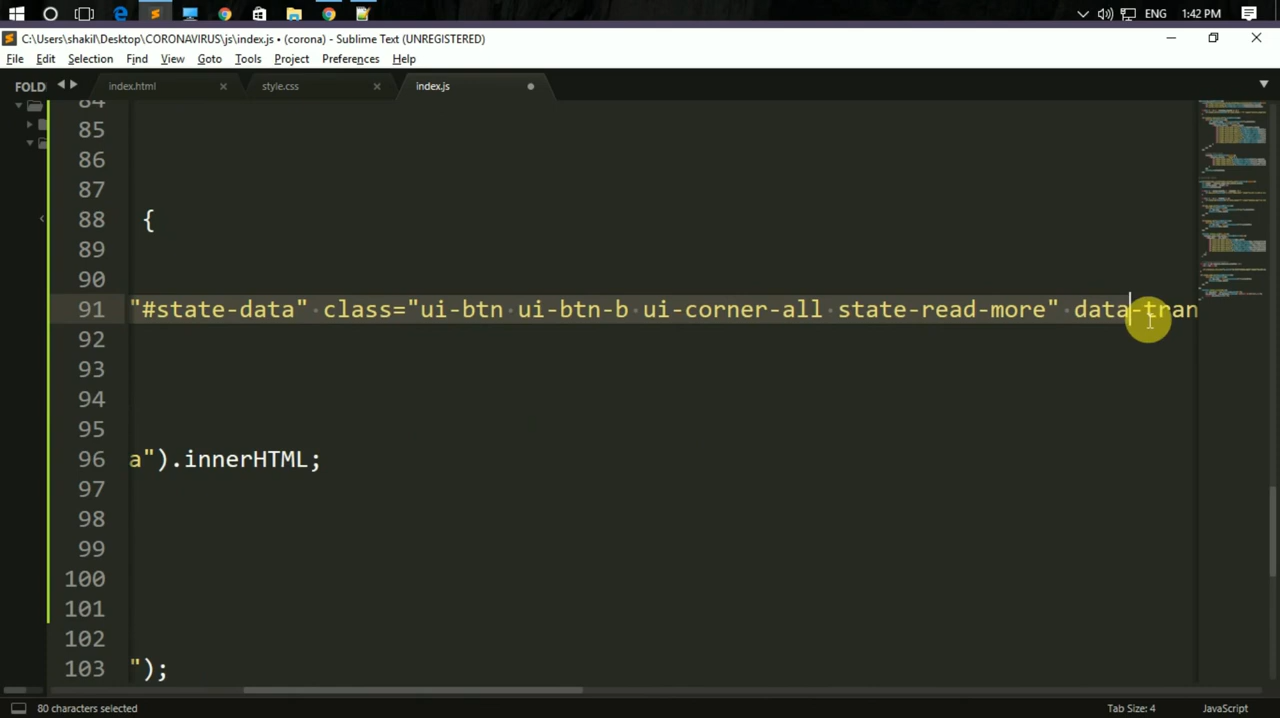 ENG
1:42 PM
C:\Users\shakil\Desktop\CORONAVIRUS\js\index.js • (corona) - Sublime Text (UNREGISTERED)
File Edit Selection Find View Goto Tools Project Preferences Help
FOLD
index.html
style.css
index.js
84
85
86
87
88 {
89
90
91 "#state-data" class="ui-btn ui-btn-b ui-corner-all state-read-more" data-tran
92
93
94
95
96 a").innerHTML;
97
98
99
100
101
102
103 ");
80 characters selected
Tab Size: 4
JavaScript